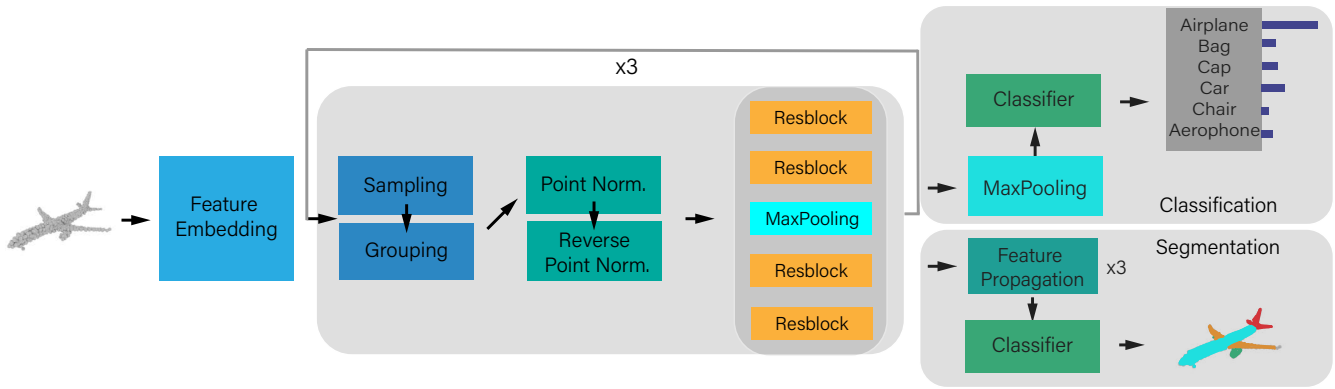 x3
Feature
Embedding
Sampling
Grouping
Point Norm.
Reverse
Point Norm.
Resblock
Resblock
MaxPooling
Resblock
Resblock
Classifier
MaxPooling
Airplane
Bag
Cap
Car
Chair
Aerophone
Classification
Segmentation
Feature
Propagation
x3
Classifier